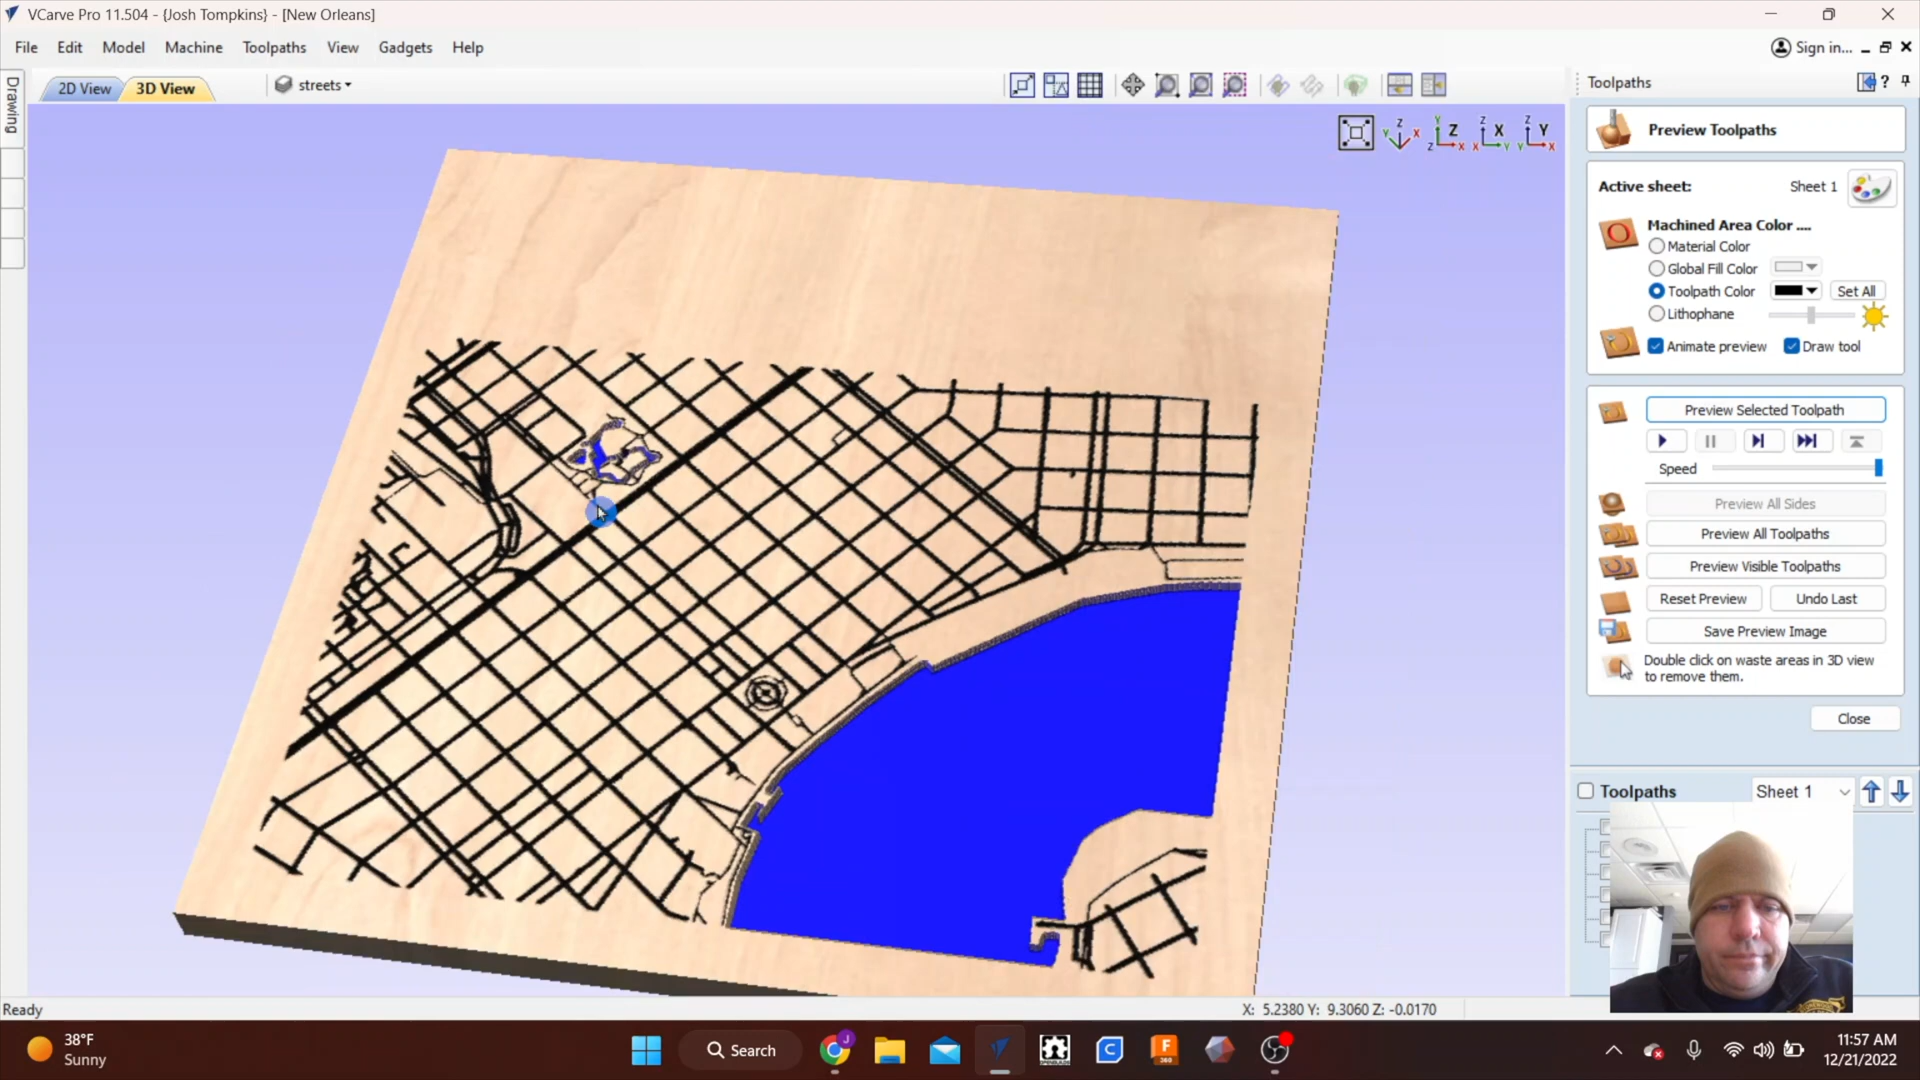 VCarve Pro 11.504 - {Josh Tompkins} - [New Orleans]
File Edit Model Machine Toolpaths View Gadgets Help
Sign in...
Drawing
2D View
3D View
streets
Toolpaths
Z
Y X
Y
Z
Z X
Z
X
X Y
Z
Y
Y X
Preview Toolpaths
Active sheet: Sheet 1
Machined Area Color ....
Material Color
Global Fill Color
Toolpath Color
Set All
Lithophane
Animate preview
Draw tool
Preview Selected Toolpath
Speed
Preview All Sides
Preview All Toolpaths
Preview Visible Toolpaths
Reset Preview
Undo Last
Save Preview Image
Double click on waste areas in 3D view
to remove them.
Close
Toolpaths
Sheet 1
Ready
X: 5.2380 Y: 9.3060 Z: -0.0170
38°F
Sunny
Search
J
C
F
360
11:57 AM
12/21/2022